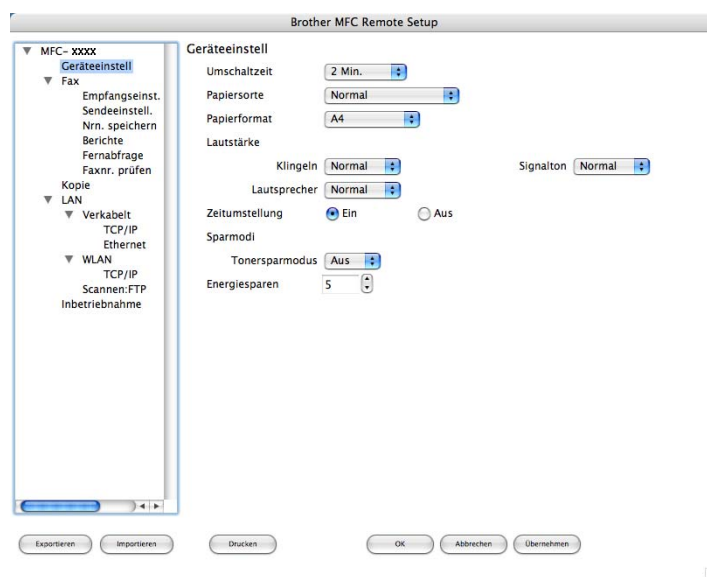 Brother MFC Remote Setup
MFC- XXXX
Geräteeinstell
Fax
Empfangseinst.
Sendeeinstell.
Nrn. speichern
Berichte
Fernabfrage
Faxnr. prüfen
Kopie
LAN
Verkabelt
TCP/IP
Ethernet
WLAN
TCP/IP
Scannen:FTP
Inbetriebnahme
Geräteeinstell
Umschaltzeit 2 Min.
Papiersorte Normal
Papierformat A4
Lautstärke
Klingeln Normal Signalton Normal
Lautsprecher Normal
Zeitumstellung Ein Aus
Sparmodi
Tonersparmodus Aus
Energiesparen 5
Exportieren Importieren Drucken OK Abbrechen Übernehmen